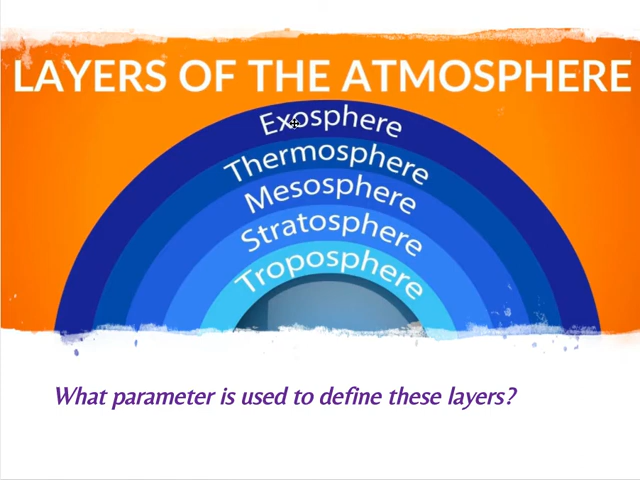 LAYERS OF THE ATMOSPHERE
Exosphere
Thermosphere
Mesosphere
Stratosphere
Troposphere
What parameter is used to define these layers?